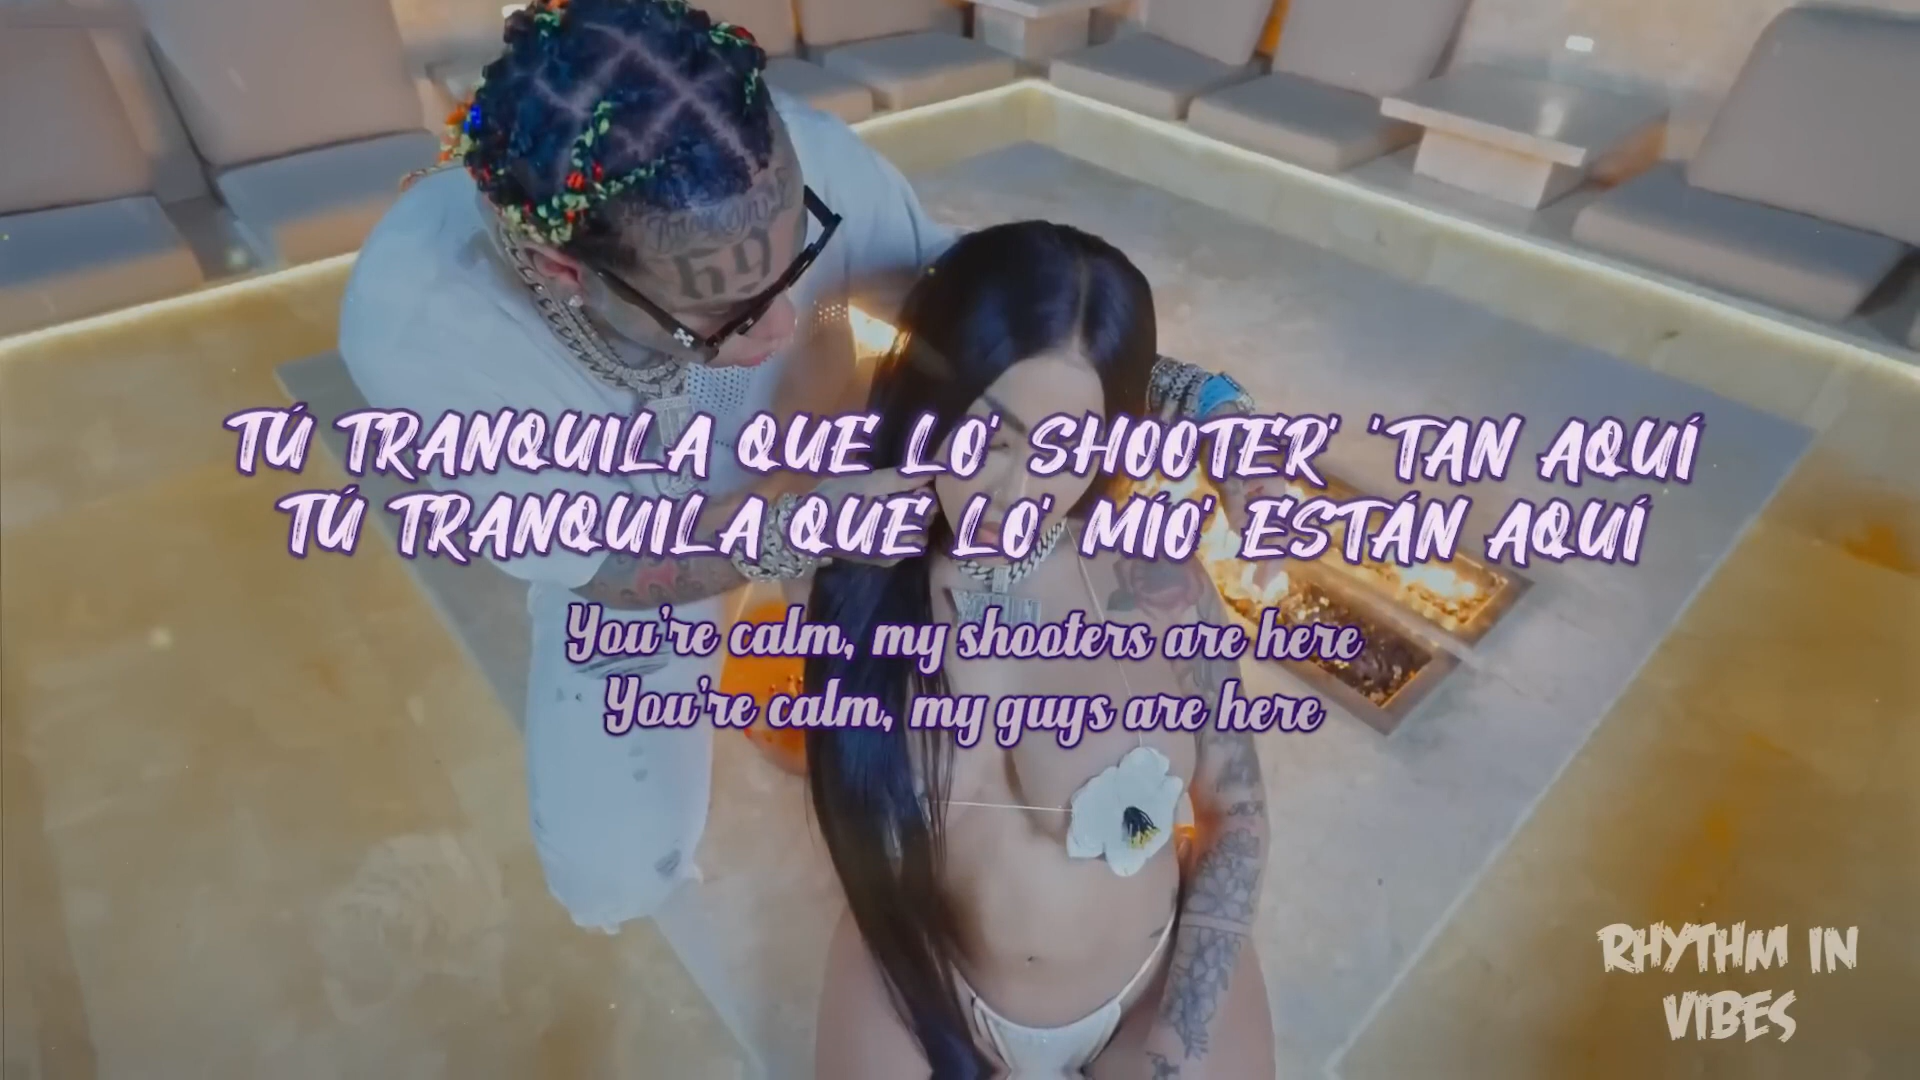 TÚ TRANQUILA QUE LO' SHOOTER' 'TAN AQUÍ
TÚ TRANQUILA QUE LO' MÍO' ESTÁN AQUÍ
You're calm, my shooters are here
You're calm, my guys are here
69
RHYTHM IN
VIBES